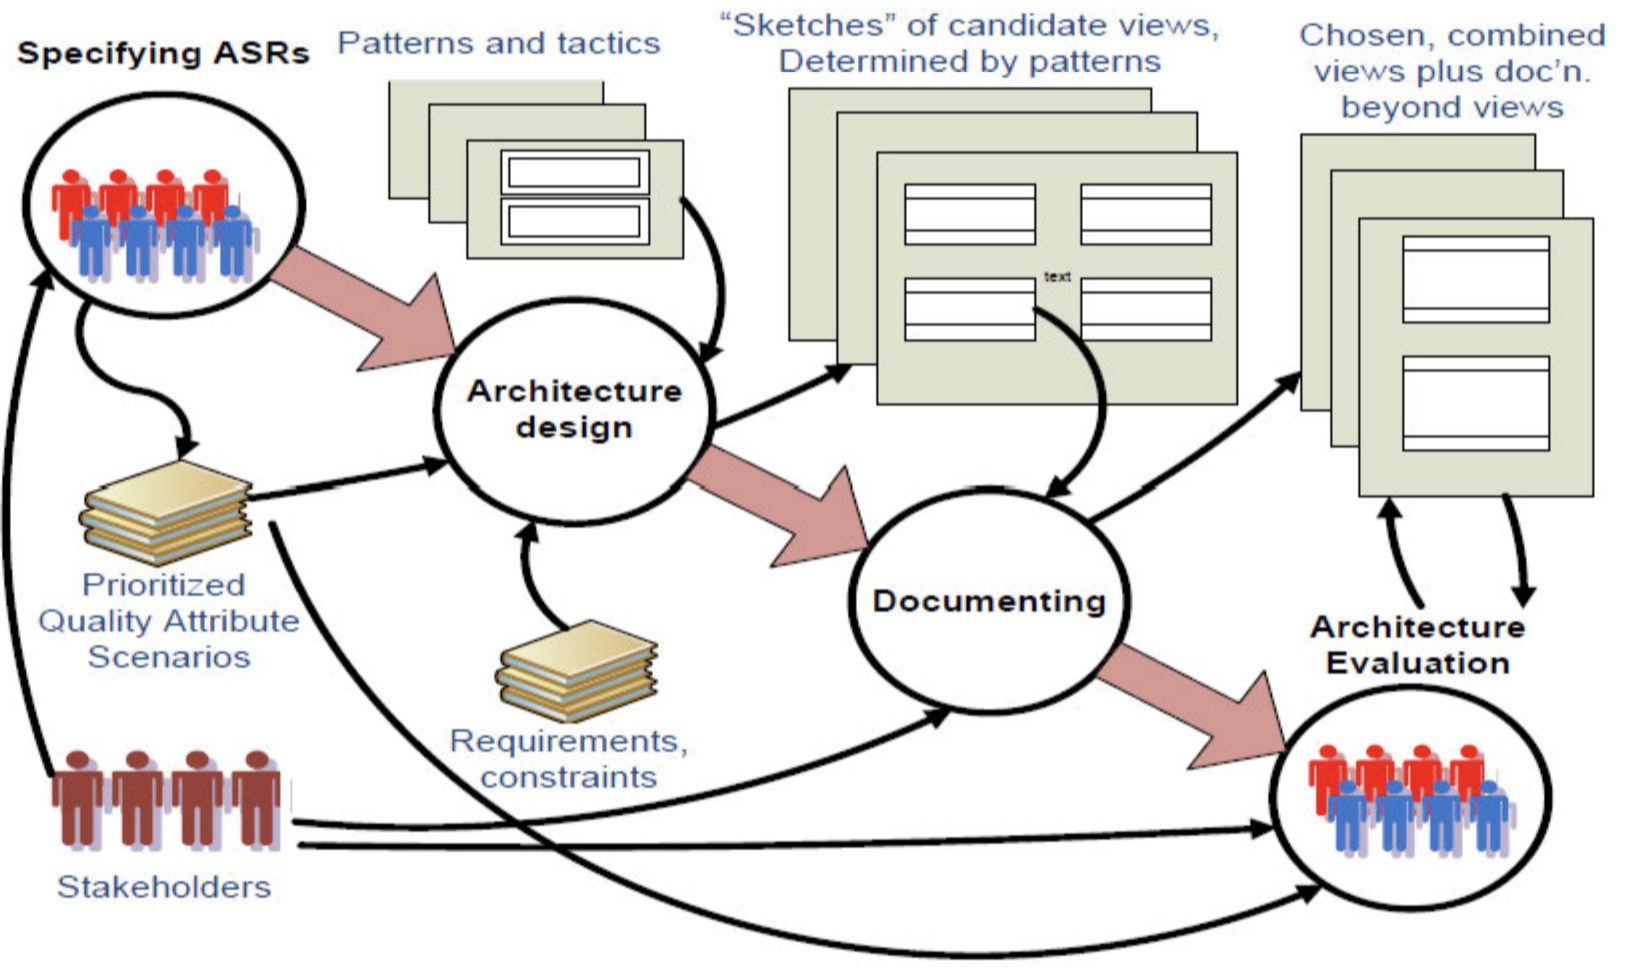 Specifying ASRs
Patterns and tactics
“Sketches” of candidate views,
Determined by patterns
Chosen, combined
views plus doc’n.
beyond views
text
Architecture
design
Prioritized
Quality Attribute
Scenarios
Documenting
Architecture
Evaluation
Requirements,
constraints
Stakeholders